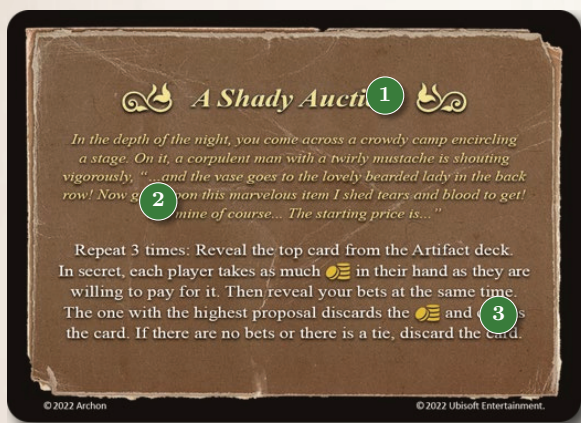 A Shady 1
In the depth of the night, you come across a crowdy camp encircling
a stage. On it, a corpulent man with a twirly mustache is shouting
vigorously, “...and the vase goes to the lovely bearded lady in the back
row! Now 2 upon this marvelous item I shed tears and blood to get!
mine of course... The starting price is...”
Repeat 3 times: Reveal the top card from the Artifact deck.
In secret, each player takes as much in their hand as they are
willing to pay for it. Then reveal your bets at the same time.
The one with the highest proposal discards the and 3
the card. If there are no bets or there is a tie, discard the card.
© 2022 Archon
© 2022 Ubisoft Entertainment.